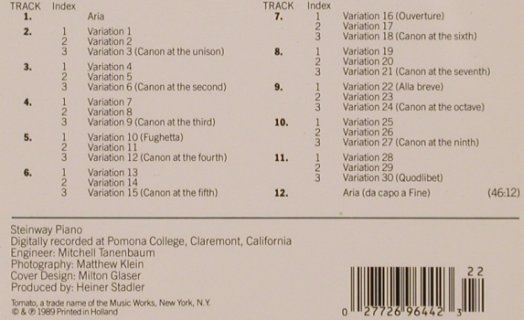 TRACK Index
1. Aria
2. 1 Variation 1
2 Variation 2
3 Variation 3 (Canon at the unison)
3. 1 Variation 4
2 Variation 5
3 Variation 6 (Canon at the second)
4. 1 Variation 7
2 Variation 8
3 Variation 9 (Canon at the third)
5. 1 Variation 10 (Fughetta)
2 Variation 11
3 Variation 12 (Canon at the fourth)
6. 1 Variation 13
2 Variation 14
3 Variation 15 (Canon at the fifth)
TRACK Index
7. 1 Variation 16 (Ouverture)
2 Variation 17
3 Variation 18 (Canon at the sixth)
8. 1 Variation 19
2 Variation 20
3 Variation 21 (Canon at the seventh)
9. 1 Variation 22 (Alla breve)
2 Variation 23
3 Variation 24 (Canon at the octave)
10. 1 Variation 25
2 Variation 26
3 Variation 27 (Canon at the ninth)
11. 1 Variation 28
2 Variation 29
3 Variation 30 (Quodlibet)
12. Aria (da capo a Fine) (46:12)
Steinway Piano
Digitally recorded at Pomona College, Claremont, California
Engineer: Mitchell Tanenbaum
Photography: Matthew Klein
Cover Design: Milton Glaser
Produced by: Heiner Stadler
Tomato, a trade name of the Music Works, New York, N.Y.
© & ℗ 1989 Printed in Holland
2 2
0 27726 96442 3